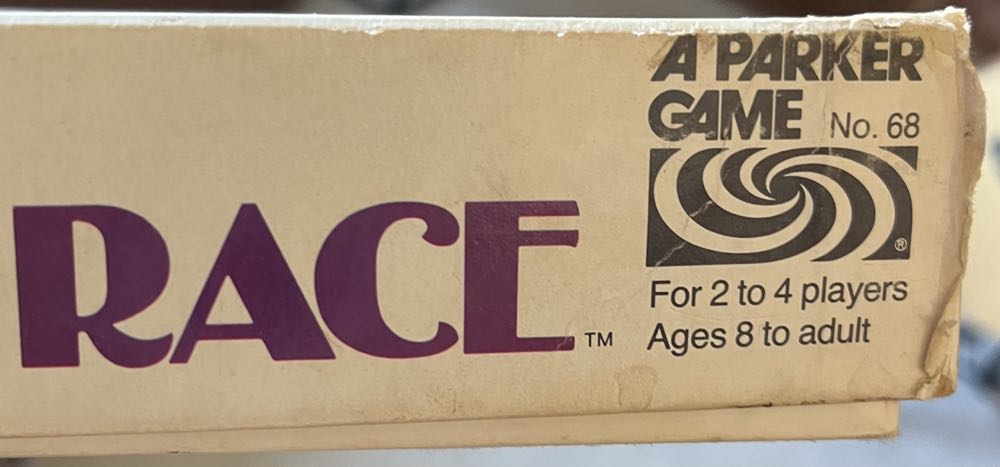 RACE™
A PARKER
GAME No. 68
®
For 2 to 4 players
Ages 8 to adult